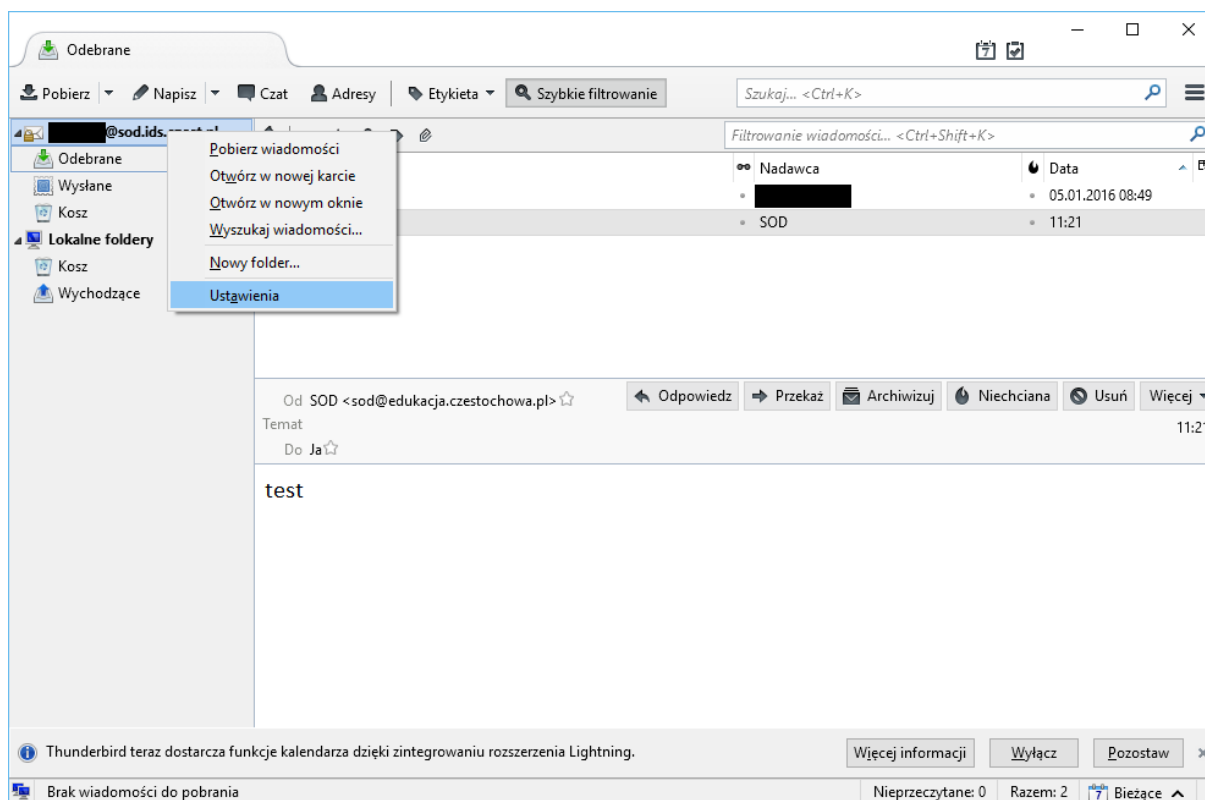 Odebrane
Pobierz Napisz Czat Adresy Etykieta Szybkie filtrowanie Szukaj... <Ctrl+K>
@sod.ids. Filtrowanie wiadomości... <Ctrl+Shift+K>
Odebrane
Wysłane
Kosz
Lokalne foldery
Kosz
Wychodzące
Pobierz wiadomości
Otwórz w nowej karcie
Otwórz w nowym oknie
Wyszukaj wiadomości...
Nowy folder...
Ustawienia
Nadawca Data
05.01.2016 08:49
SOD 11:21
Od SOD <sod@edukacja.czestochowa.pl> Odpowiedz Przekaż Archiwizuj Niechciana Usuń Więcej
Temat 11:21
Do Ja
test
Thunderbird teraz dostarcza funkcje kalendarza dzięki zintegrowaniu rozszerzenia Lightning. Więcej informacji Wyłącz Pozostaw
Brak wiadomości do pobrania Nieprzeczytane: 0 Razem: 2 7 Bieżące